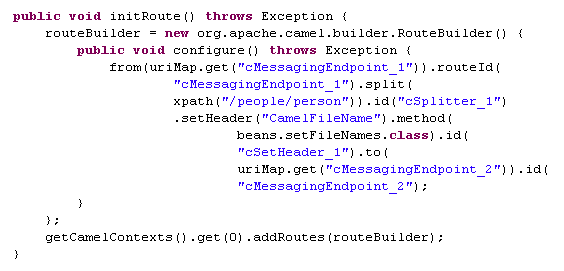 public void initRoute() throws Exception {
    routeBuilder = new org.apache.camel.builder.RouteBuilder() {
        public void configure() throws Exception {
            from(uriMap.get("cMessagingEndpoint_1")).routeId(
                    "cMessagingEndpoint_1").split(
                    xpath("/people/person")).id("cSplitter_1")
                    .setHeader("CamelFileName").method(
                            beans.setFileNames.class).id(
                            "cSetHeader_1").to(
                            uriMap.get("cMessagingEndpoint_2")).id(
                            "cMessagingEndpoint_2");
        }
    };
    getCamelContexts().get(0).addRoutes(routeBuilder);
}